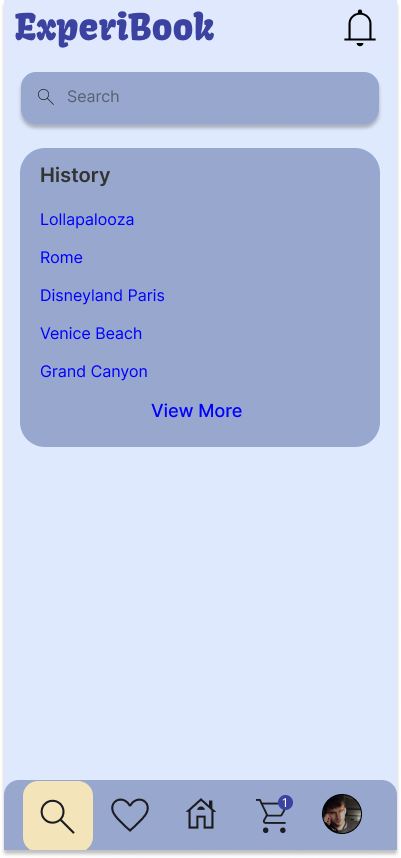 ExperiBook
Search
History
Lollapalooza
Rome
Disneyland Paris
Venice Beach
Grand Canyon
View More
1